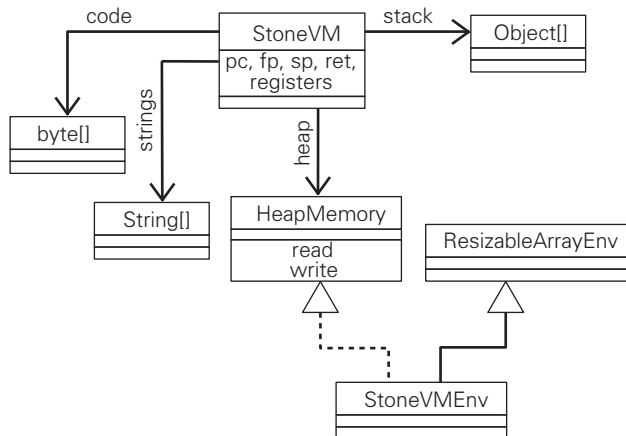 code
StoneVM
stack
Object[]
pc, fp, sp, ret,
registers
strings
heap
byte[]
String[]
HeapMemory
read
write
ResizableArrayEnv
StoneVMEnv